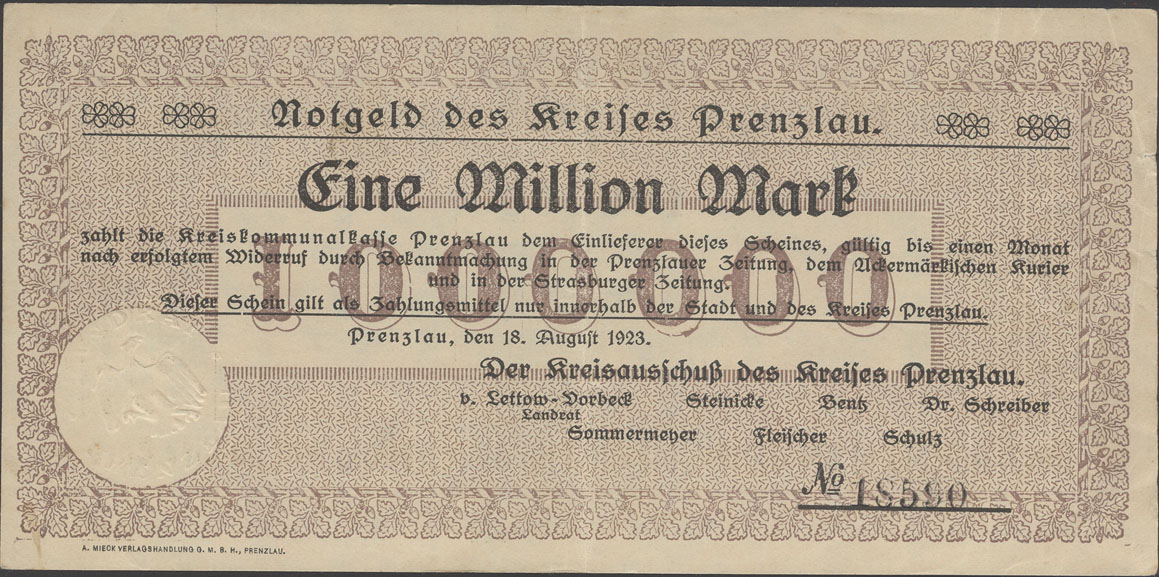 Notgeld des Kreises Prenzlau.
Eine Million Mark
1000000
zahlt die Kreiskommunalkasse Prenzlau dem Einlieferer dieses Scheines, gültig bis einen Monat
nach erfolgtem Widerruf durch Bekanntmachung in der Prenzlauer Zeitung, dem Uckermärkischen Kurier
und in der Strasburger Zeitung.
Dieser Schein gilt als Zahlungsmittel nur innerhalb der Stadt und des Kreises Prenzlau.
Prenzlau, den 18. August 1923.
Der Kreisausschuß des Kreises Prenzlau.
v. Lettow-Vorbeck Steinicke Bentz Dr. Schreiber
Landrat
Sommermeyer Fleischer Schulz
No 18590
A. MIECK VERLAGSHANDLUNG G. M. B. H., PRENZLAU.